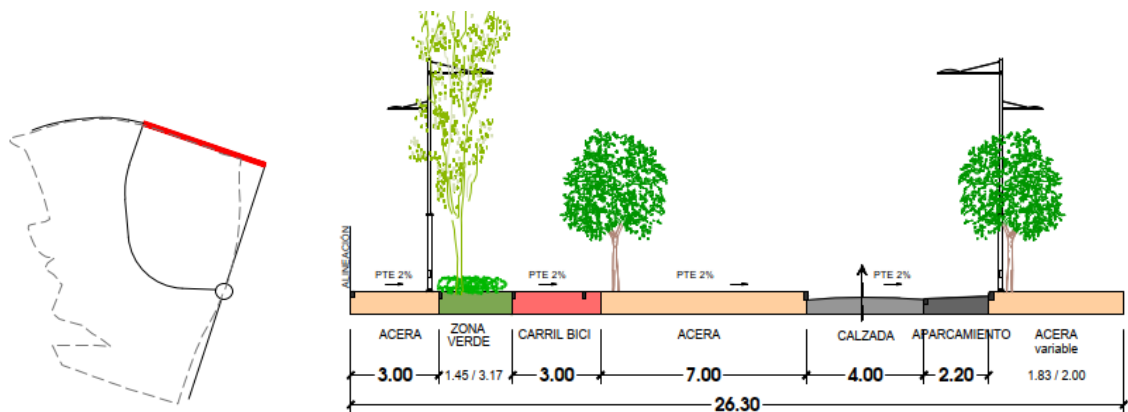 ALINEACIÓN
PTE 2%
PTE 2%
PTE 2%
PTE 2%
ACERA
ZONA
VERDE
CARRIL BICI
ACERA
CALZADA
APARCAMIENTO
ACERA
variable
3.00
1.45 / 3.17
3.00
7.00
4.00
2.20
1.83 / 2.00
26.30